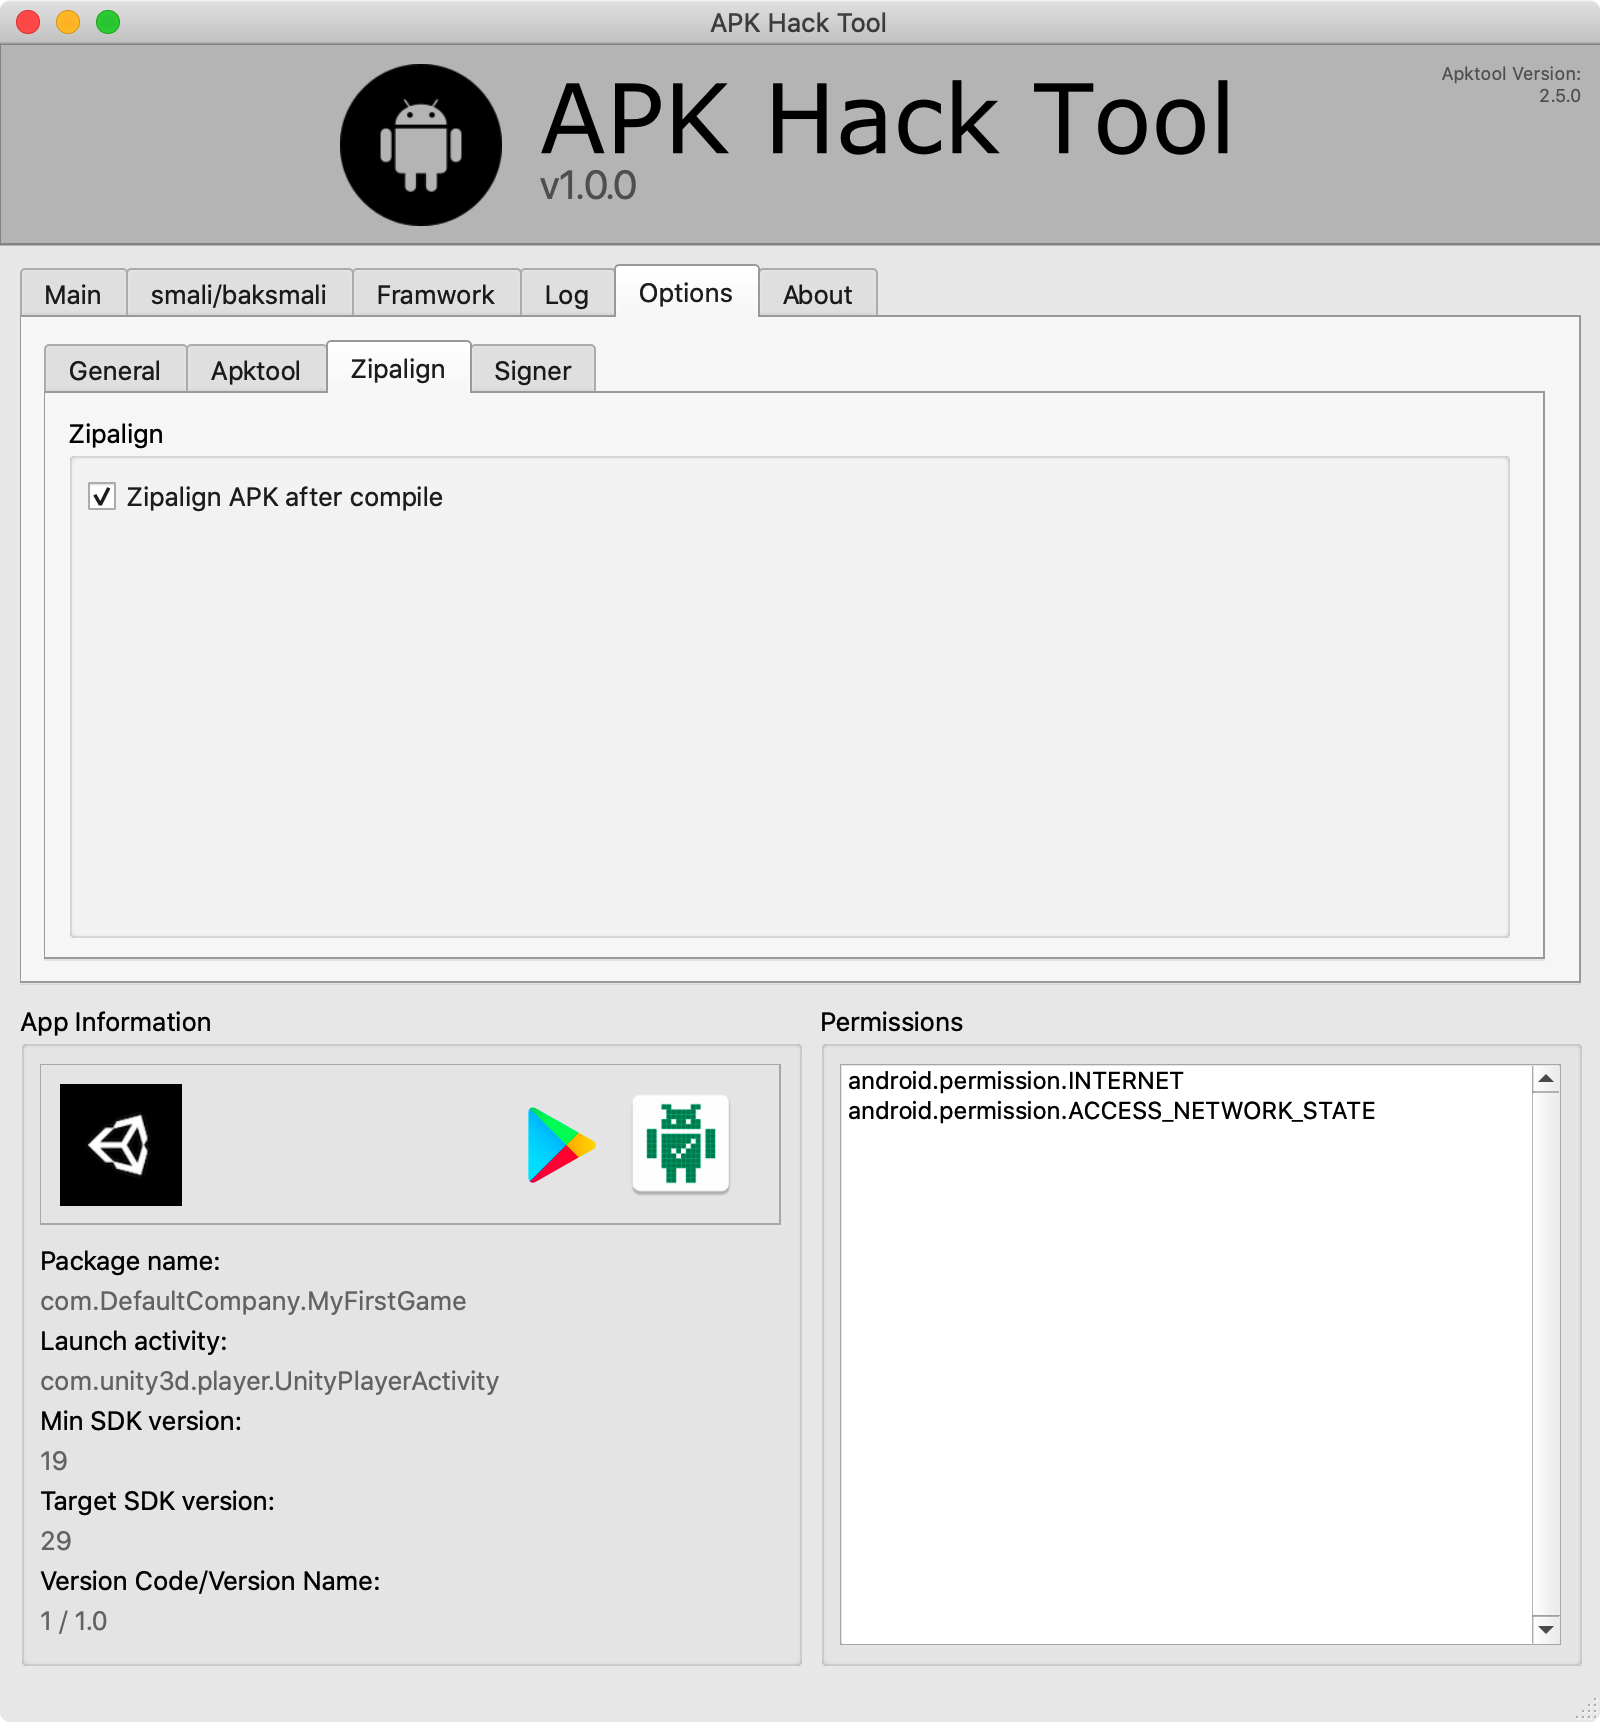 APK Hack Tool
APK Hack Tool
v1.0.0
Apktool Version:
2.5.0
Main
smali/baksmali
Framwork
Log
Options
About
General
Apktool
Zipalign
Signer
Zipalign
Zipalign APK after compile
App Information
Package name:
com.DefaultCompany.MyFirstGame
Launch activity:
com.unity3d.player.UnityPlayerActivity
Min SDK version:
19
Target SDK version:
29
Version Code/Version Name:
1 / 1.0
Permissions
android.permission.INTERNET
android.permission.ACCESS_NETWORK_STATE